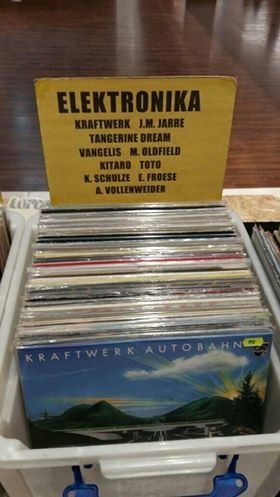 ELEKTRONIKA
KRAFTWERK J.M. JARRE
TANGERINE DREAM
VANGELIS M. OLDFIELD
KITARO TOTO
K. SCHULZE E. FROESE
A. VOLLENWEIDER
KRAFTWERK AUTOBAHN